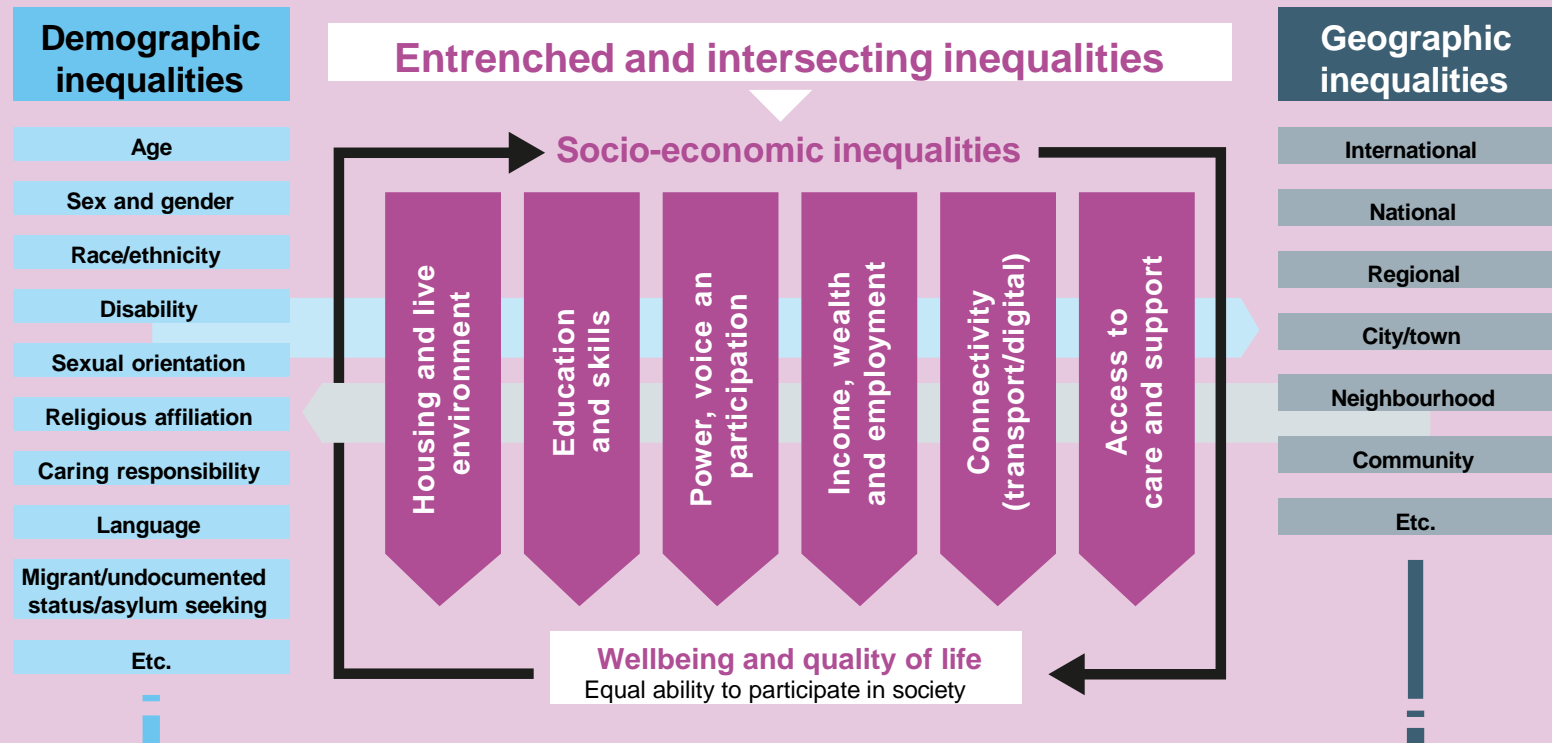 Demographic
inequalities
Age
Sex and gender
Race/ethnicity
Disability
Sexual orientation
Religious affiliation
Caring responsibility
Language
Migrant/undocumented
status/asylum seeking
Etc.
Entrenched and intersecting inequalities
Socio-economic inequalities
Housing and live
environment
Education
and skills
Power, voice an
participation
Income, wealth
and employment
Connectivity
(transport/digital)
Access to
care and support
Wellbeing and quality of life
Equal ability to participate in society
Geographic
inequalities
International
National
Regional
City/town
Neighbourhood
Community
Etc.